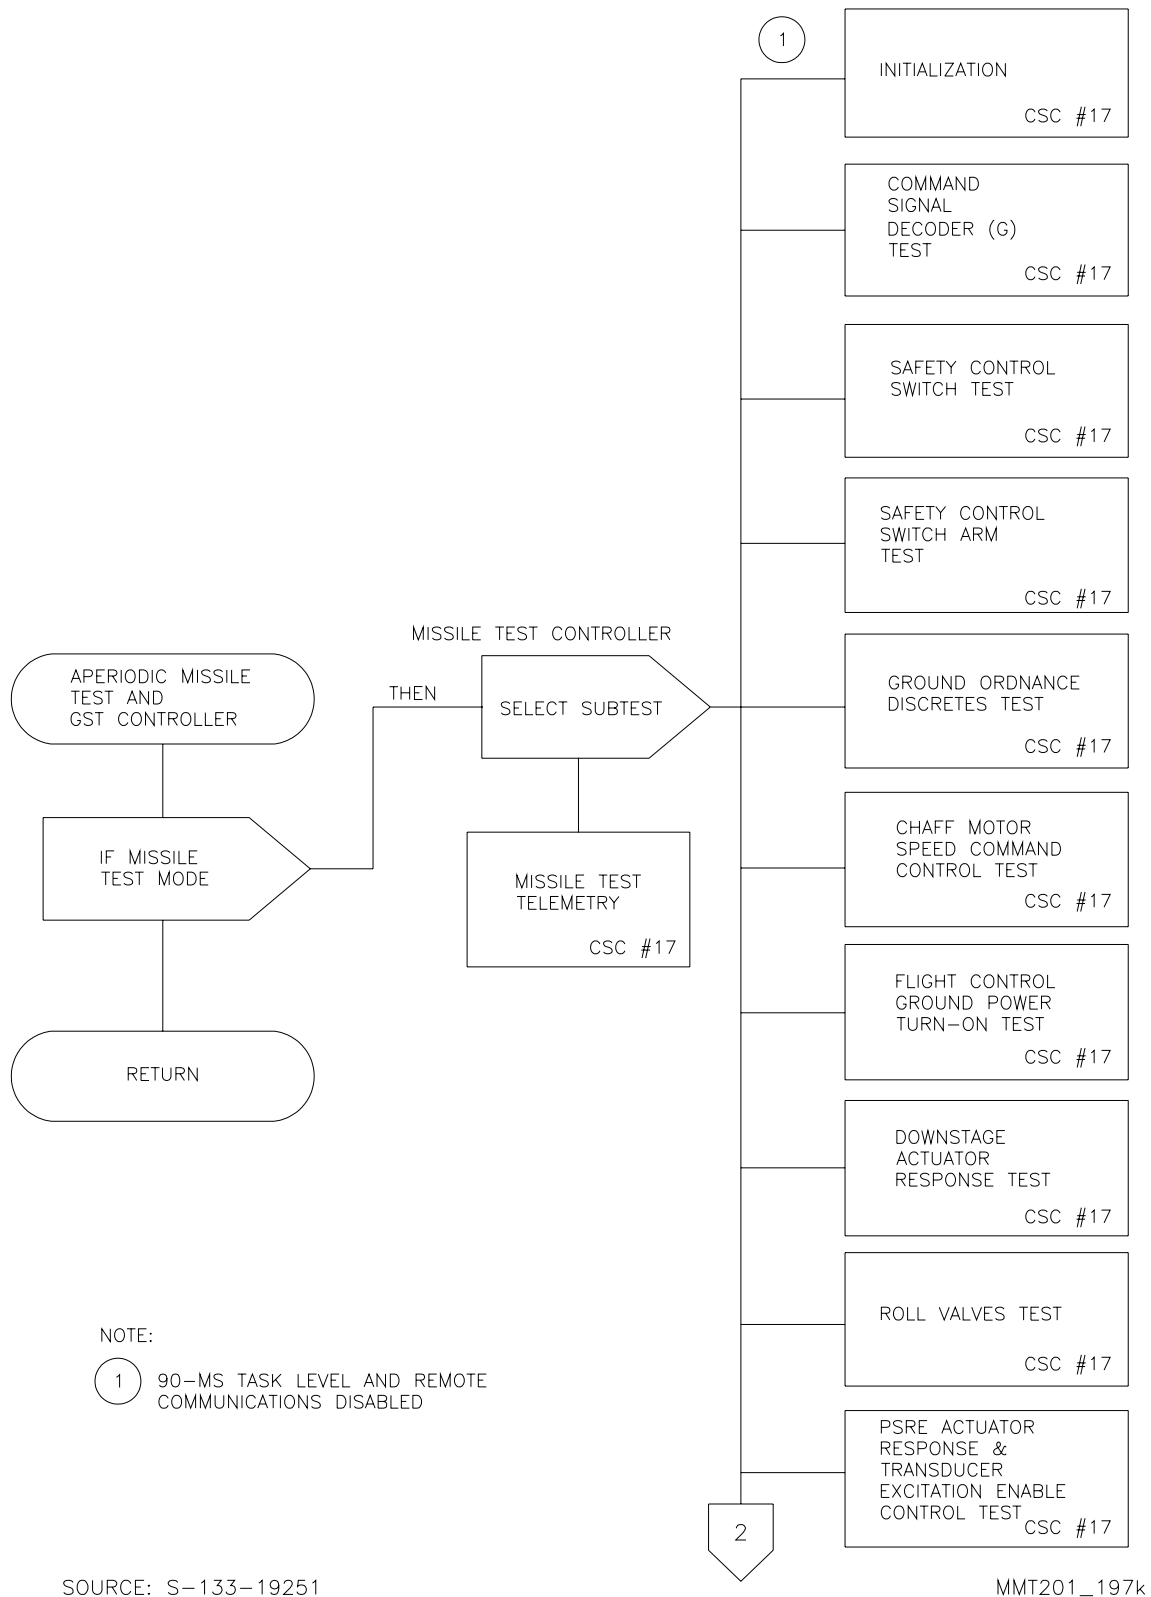 1
INITIALIZATION
CSC #17
COMMAND
SIGNAL
DECODER (G)
TEST
CSC #17
SAFETY CONTROL
SWITCH TEST
CSC #17
SAFETY CONTROL
SWITCH ARM
TEST
CSC #17
MISSILE TEST CONTROLLER
APERIODIC MISSILE
TEST AND
GST CONTROLLER
THEN
SELECT SUBTEST
GROUND ORDNANCE
DISCRETES TEST
CSC #17
IF MISSILE
TEST MODE
MISSILE TEST
TELEMETRY
CSC #17
CHAFF MOTOR
SPEED COMMAND
CONTROL TEST
CSC #17
FLIGHT CONTROL
GROUND POWER
TURN-ON TEST
CSC #17
RETURN
DOWNSTAGE
ACTUATOR
RESPONSE TEST
CSC #17
ROLL VALVES TEST
CSC #17
NOTE:
1 90-MS TASK LEVEL AND REMOTE
COMMUNICATIONS DISABLED
PSRE ACTUATOR
RESPONSE &
TRANSDUCER
EXCITATION ENABLE
CONTROL TEST
CSC #17
2
SOURCE: S-133-19251
MMT201_197k